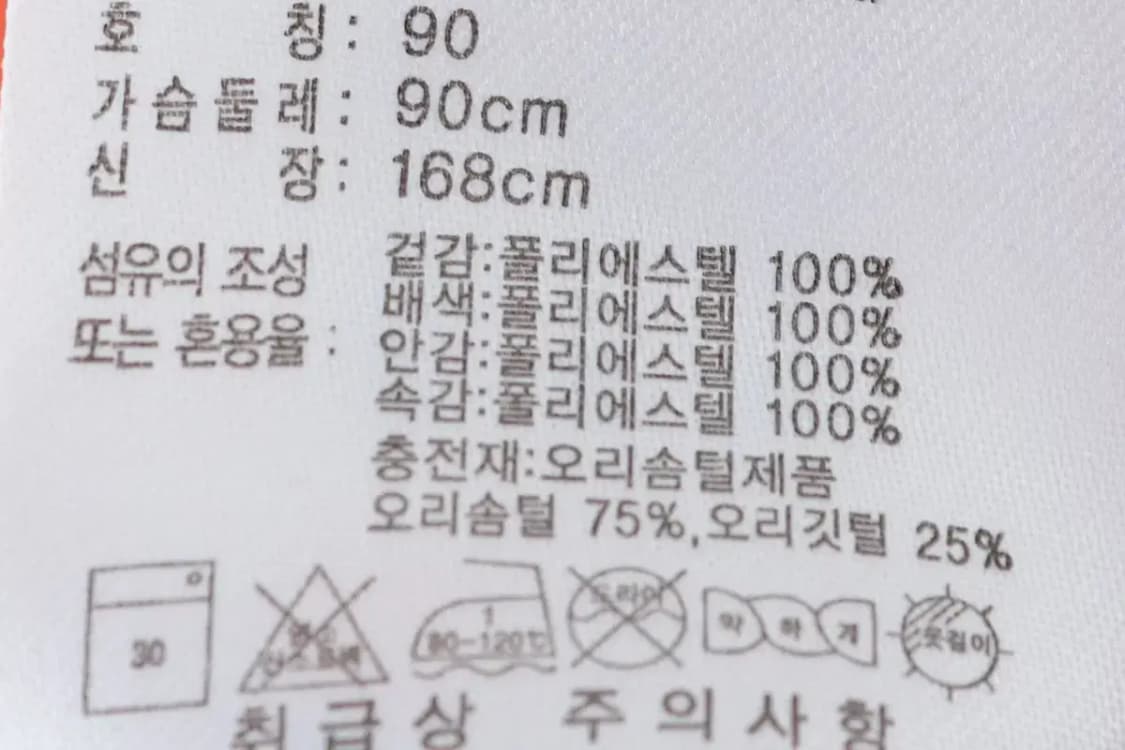 호 칭 : 90
가슴둘레 : 90cm
신 장 : 168cm
섬유의 조성
또는 혼용율 :
겉감:폴리에스텔 100%
배색:폴리에스텔 100%
안감:폴리에스텔 100%
속감:폴리에스텔 100%
충전재:오리솜털제품
오리솜털 75%,오리깃털 25%
30
1
80-120℃
드라이
약하게
옷걸이
취급상 주의사항